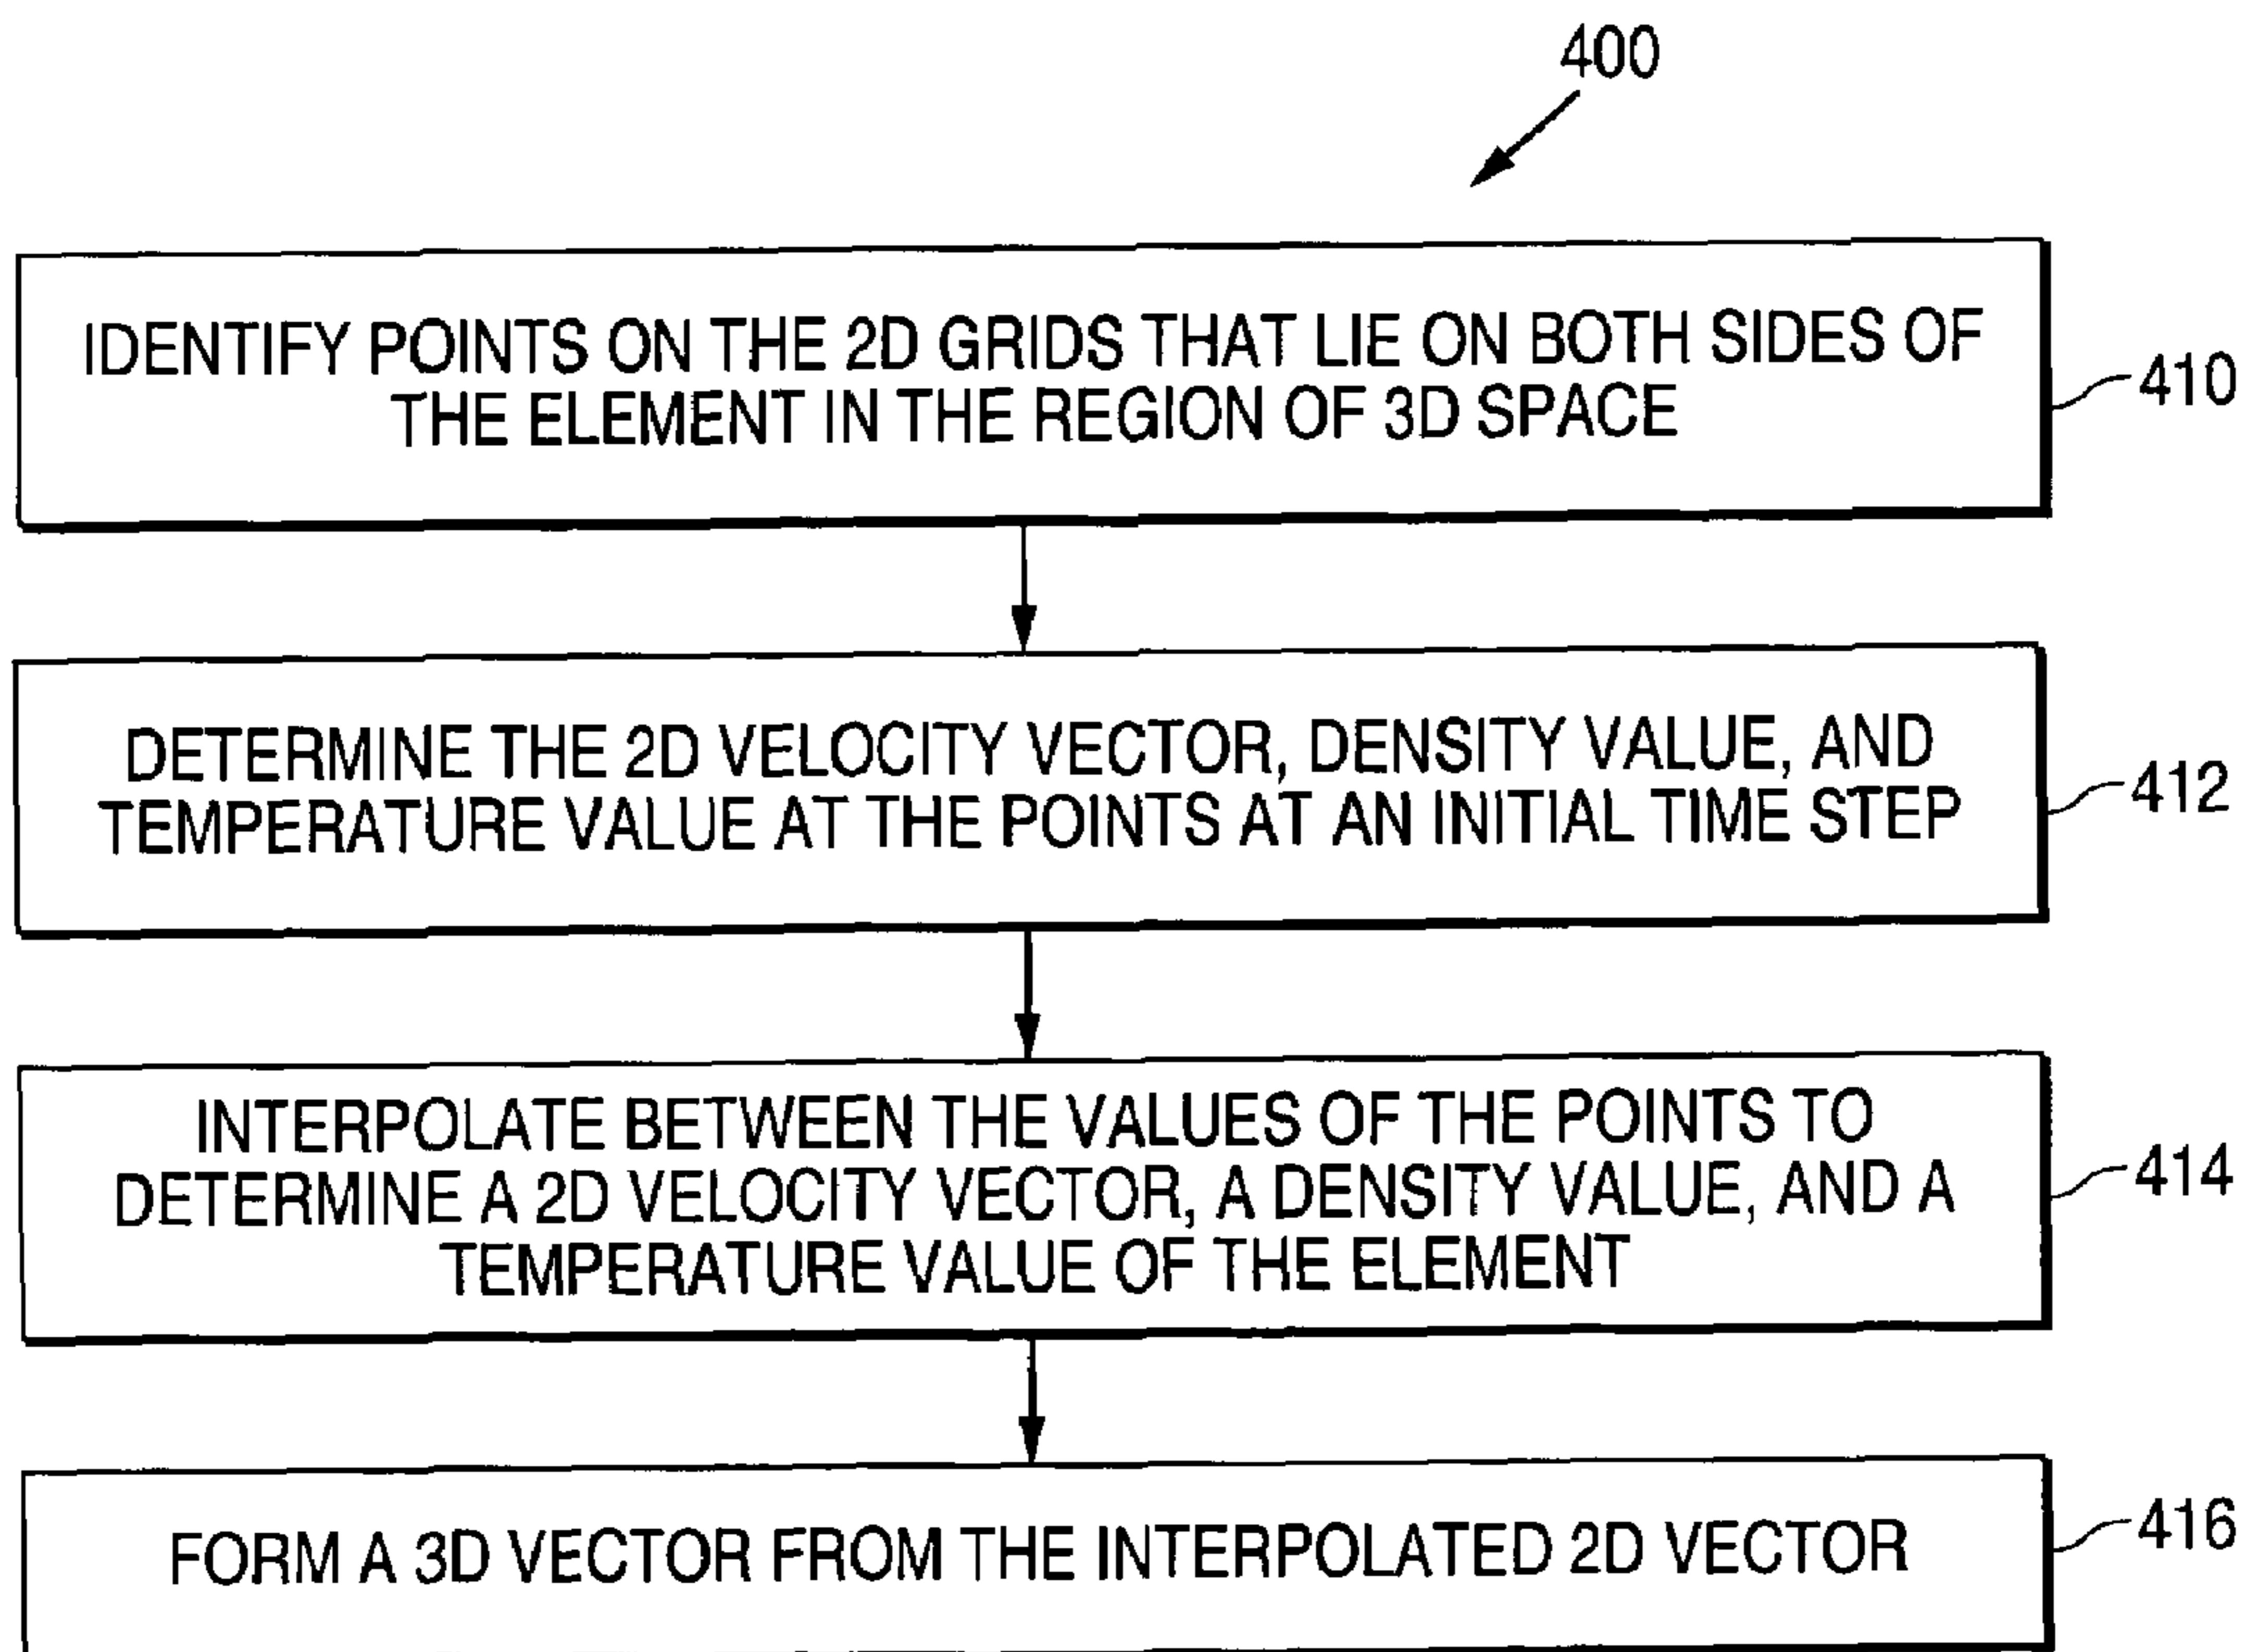 400
IDENTIFY POINTS ON THE 2D GRIDS THAT LIE ON BOTH SIDES OF
THE ELEMENT IN THE REGION OF 3D SPACE
410
DETERMINE THE 2D VELOCITY VECTOR, DENSITY VALUE, AND
TEMPERATURE VALUE AT THE POINTS AT AN INITIAL TIME STEP
412
INTERPOLATE BETWEEN THE VALUES OF THE POINTS TO
DETERMINE A 2D VELOCITY VECTOR, A DENSITY VALUE, AND A
TEMPERATURE VALUE OF THE ELEMENT
414
FORM A 3D VECTOR FROM THE INTERPOLATED 2D VECTOR
416